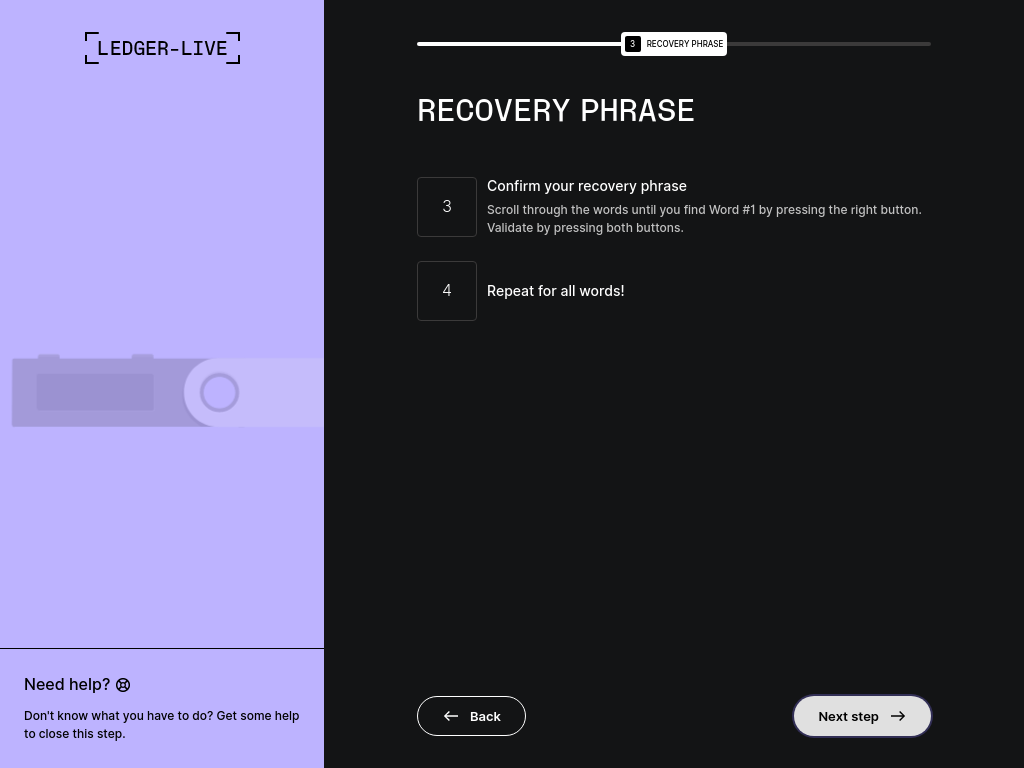 LEDGER-LIVE
3 RECOVERY PHRASE
RECOVERY PHRASE
3
Confirm your recovery phrase
Scroll through the words until you find Word #1 by pressing the right button.
Validate by pressing both buttons.
4
Repeat for all words!
Need help?
Don't know what you have to do? Get some help
to close this step.
Back
Next step